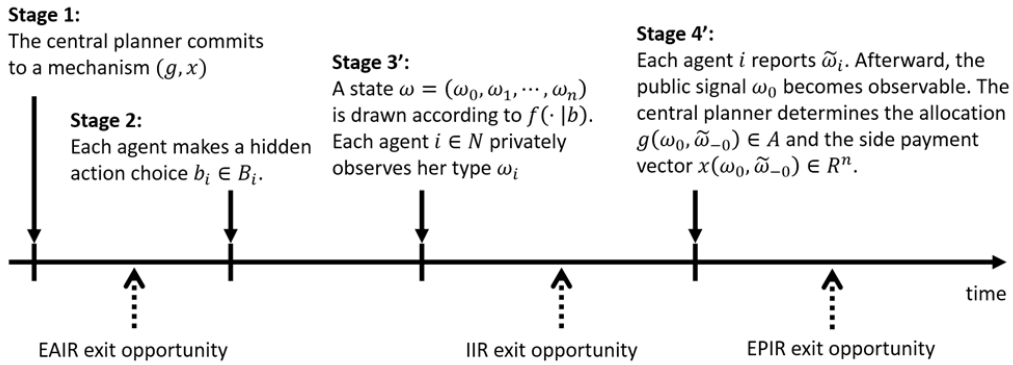 Stage 1:
The central planner commits
to a mechanism (g, x)
Stage 2:
Each agent makes a hidden
action choice bᵢ ∈ Bᵢ.
Stage 3':
A state ω = (ω₀, ω₁, ⋯, ωₙ)
is drawn according to f(· |b).
Each agent i ∈ N privately
observes her type ωᵢ
Stage 4':
Each agent i reports ω̃ᵢ. Afterward, the
public signal ω₀ becomes observable. The
central planner determines the allocation
g(ω₀, ω̃₋₀) ∈ A and the side payment
vector x(ω₀, ω̃₋₀) ∈ Rⁿ.
time
EAIR exit opportunity
IIR exit opportunity
EPIR exit opportunity